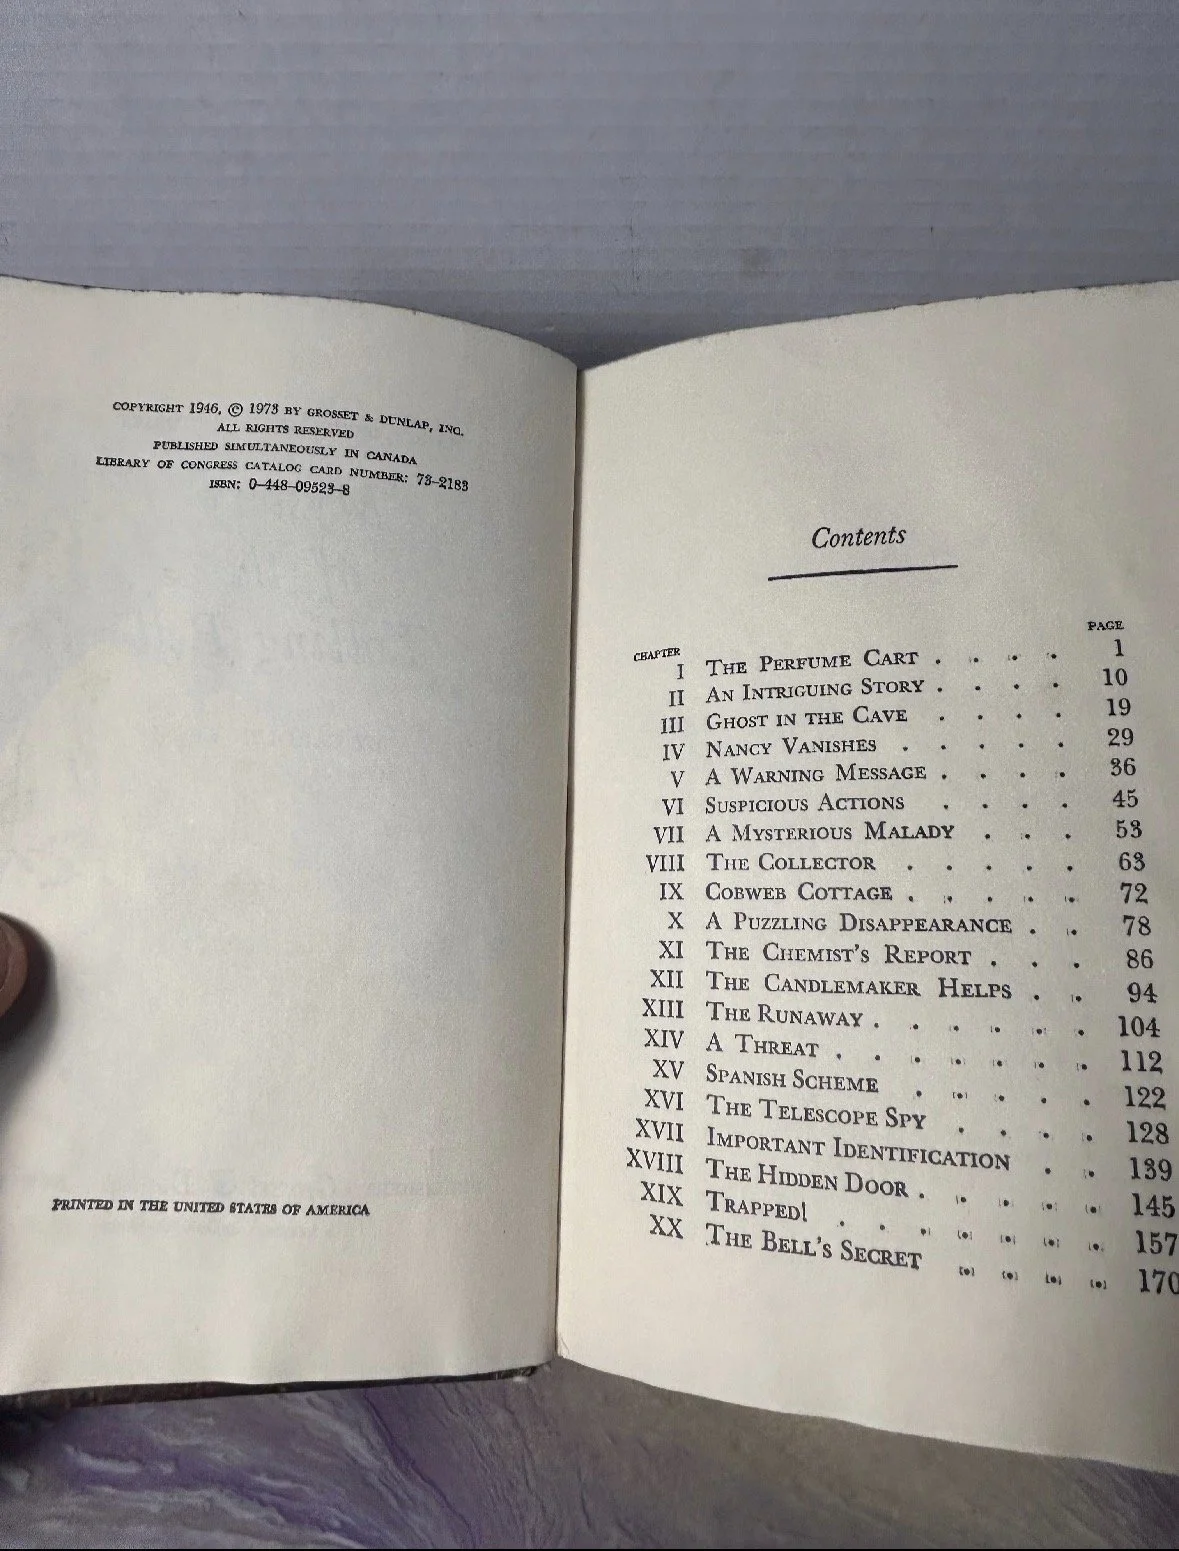 COPYRIGHT 1946, © 1973 BY GROSSET & DUNLAP, INC.
ALL RIGHTS RESERVED
PUBLISHED SIMULTANEOUSLY IN CANADA
LIBRARY OF CONGRESS CATALOG CARD NUMBER: 73–2183
ISBN: 0–448–09523–8
PRINTED IN THE UNITED STATES OF AMERICA
Contents
CHAPTER PAGE
I THE PERFUME CART . . . . 1
II AN INTRIGUING STORY . . . . 10
III GHOST IN THE CAVE . . . . 19
IV NANCY VANISHES . . . . . 29
V A WARNING MESSAGE . . . . 36
VI SUSPICIOUS ACTIONS . . . . 45
VII A MYSTERIOUS MALADY . . . 53
VIII THE COLLECTOR . . . . . 63
IX COBWEB COTTAGE . . . . . 72
X A PUZZLING DISAPPEARANCE . . 78
XI THE CHEMIST'S REPORT . . . 86
XII THE CANDLEMAKER HELPS . . 94
XIII THE RUNAWAY . . . . . . 104
XIV A THREAT . . . . . . . 112
XV SPANISH SCHEME . . . . . 122
XVI THE TELESCOPE SPY . . . . 128
XVII IMPORTANT IDENTIFICATION . . 139
XVIII THE HIDDEN DOOR . . . . . 145
XIX TRAPPED! . . . . . . . 157
XX THE BELL'S SECRET . . . . 170